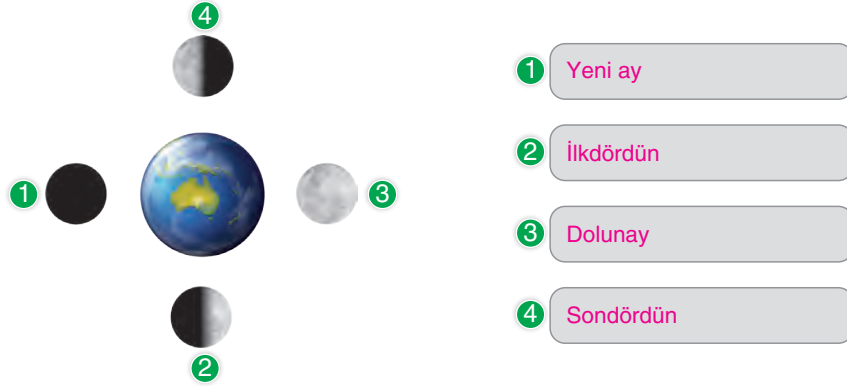 4
1
3
2
1 Yeni ay
2 İlkdördün
3 Dolunay
4 Sondördün